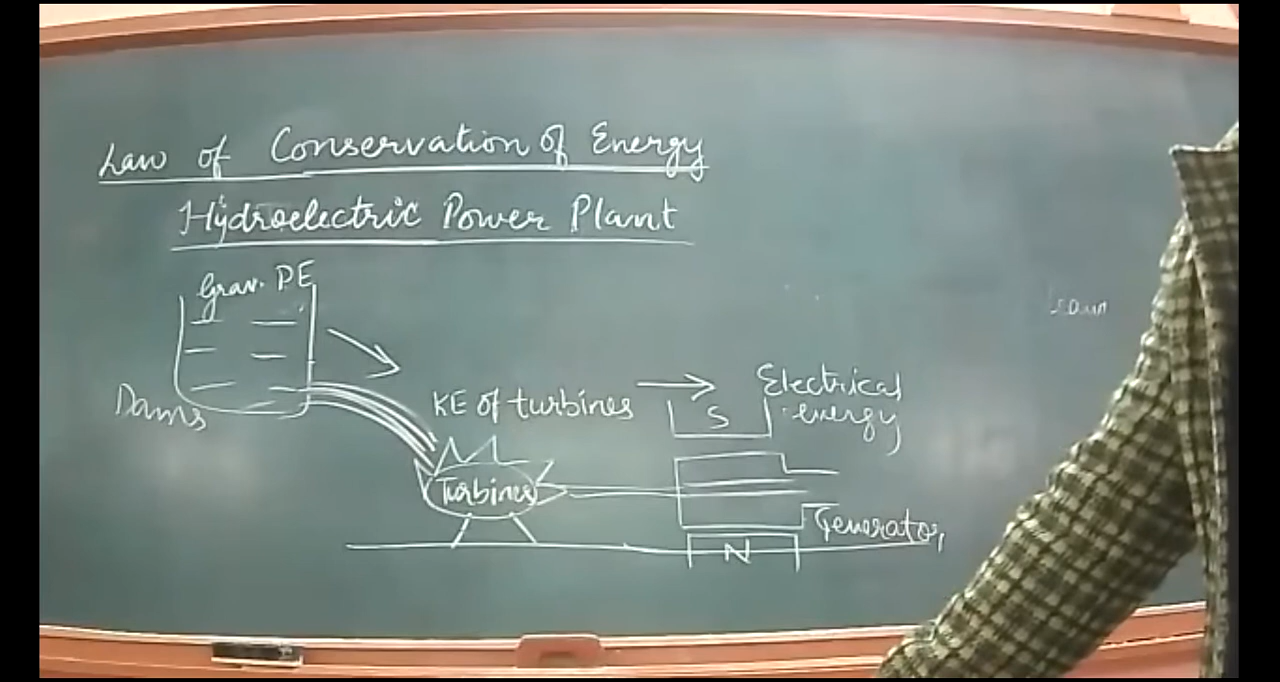 Law of Conservation of Energy
Hydroelectric Power Plant
Grav. PE
Dams
KE of turbines
Electrical energy
S
Turbines
Generator
N